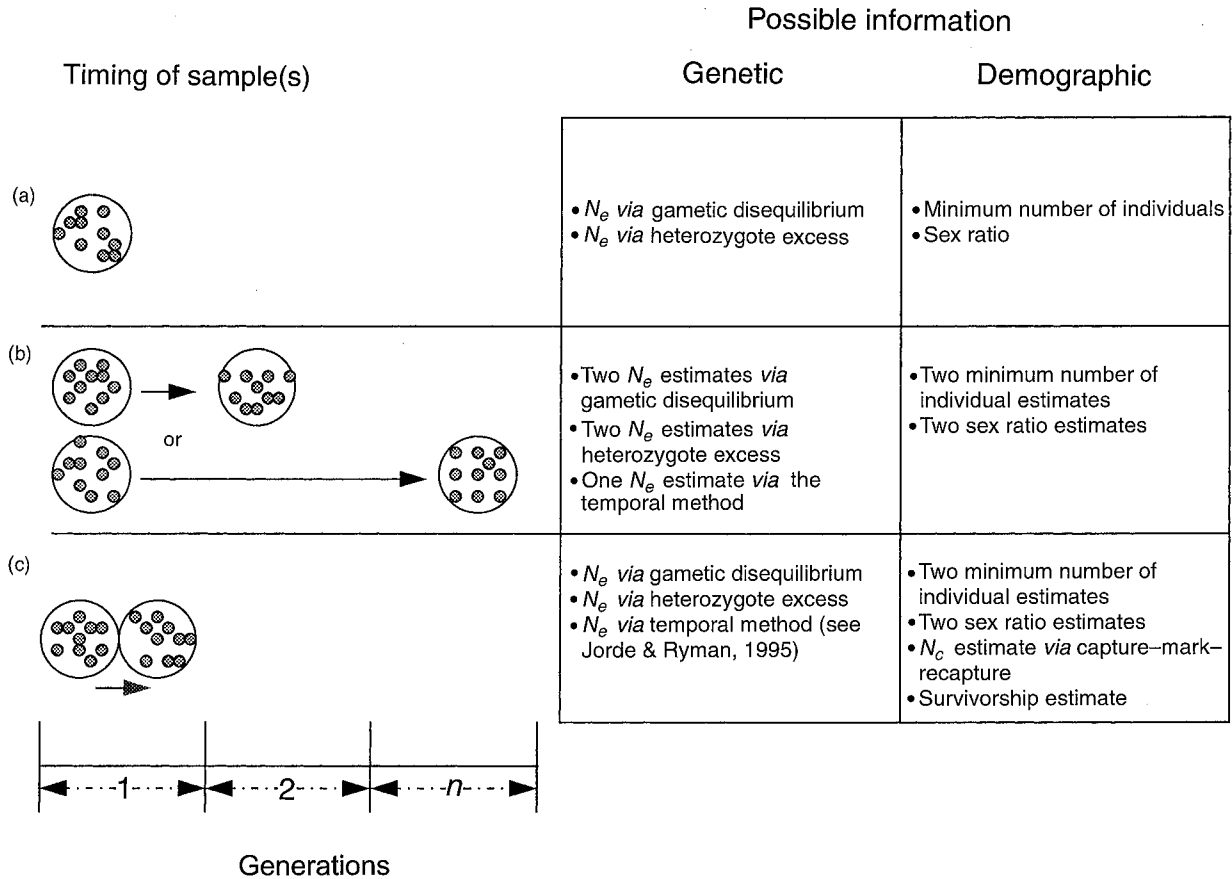 Possible information
Timing of sample(s)
Genetic
Demographic
(a)
• Ne via gametic disequilibrium
• Ne via heterozygote excess
• Minimum number of individuals
• Sex ratio
(b)
or
• Two Ne estimates via
gametic disequilibrium
• Two Ne estimates via
heterozygote excess
• One Ne estimate via the
temporal method
• Two minimum number of
individual estimates
• Two sex ratio estimates
(c)
• Ne via gametic disequilibrium
• Ne via heterozygote excess
• Ne via temporal method (see
Jorde & Ryman, 1995)
• Two minimum number of
individual estimates
• Two sex ratio estimates
• Nc estimate via capture–mark–
recapture
• Survivorship estimate
1 2 n
Generations